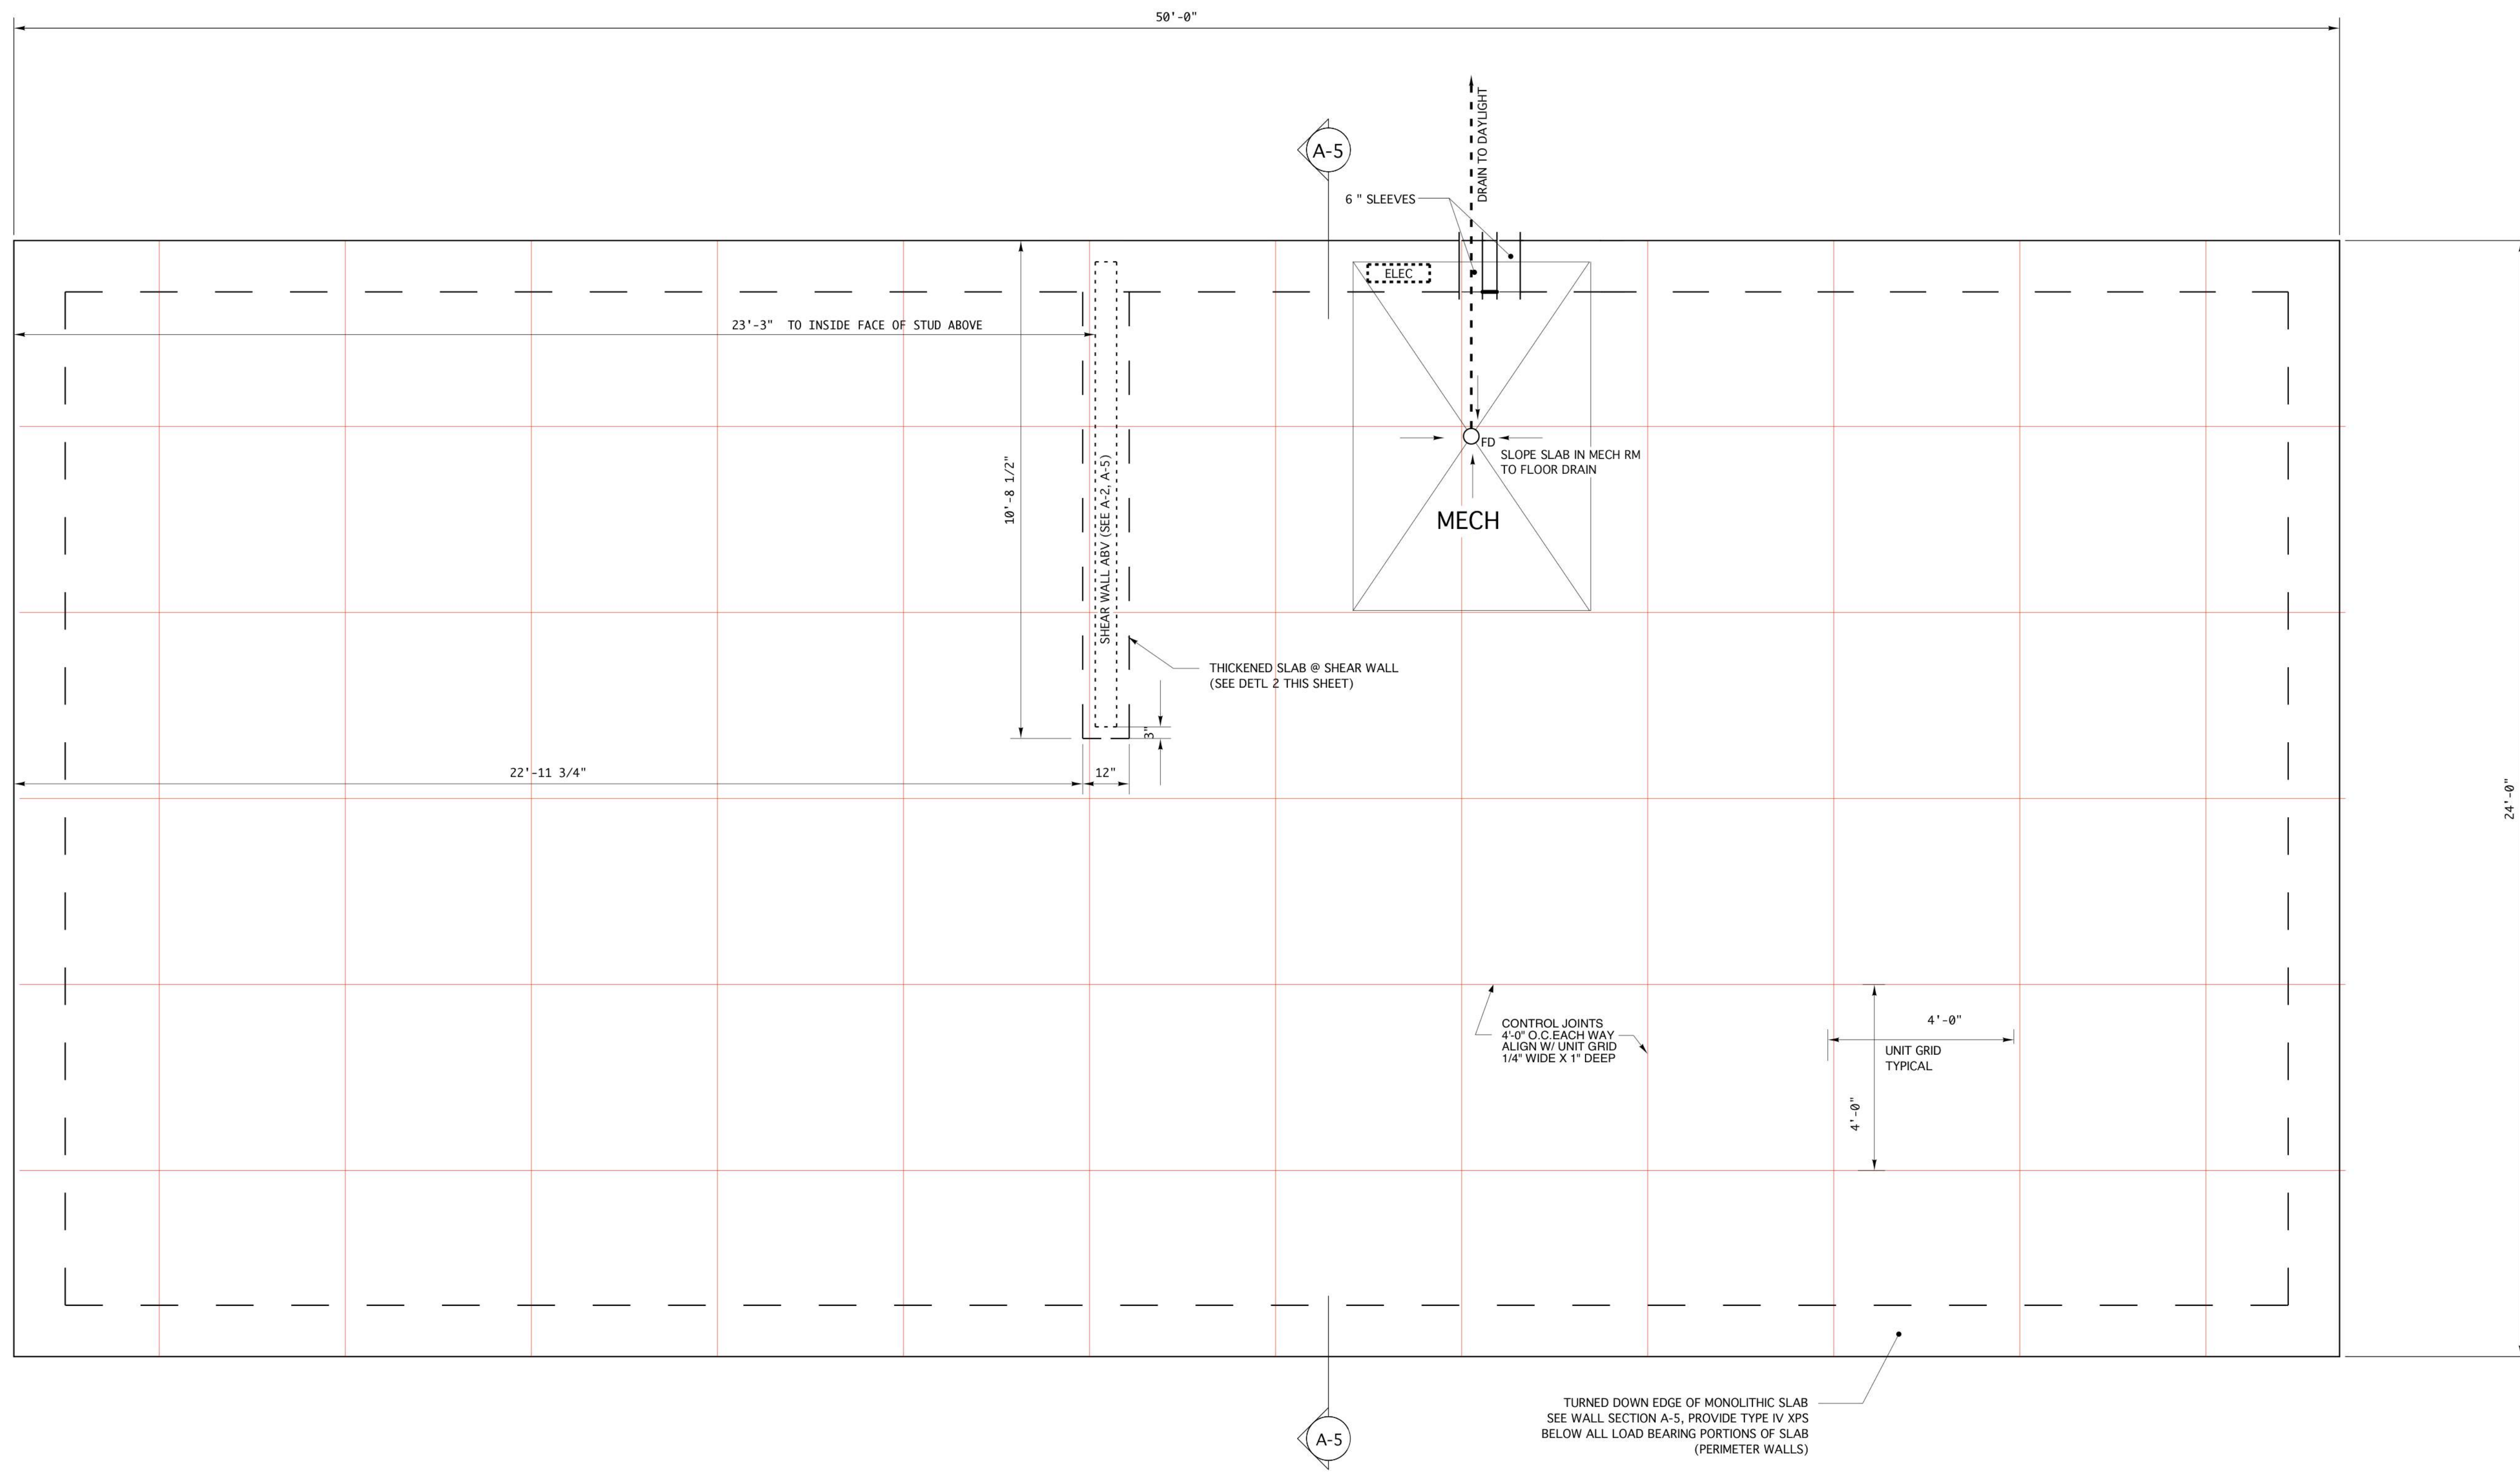 50'-0"
DRAIN TO DAYLIGHT
A-5
6 " SLEEVES
ELEC
23'-3" TO INSIDE FACE OF STUD ABOVE
FD
SLOPE SLAB IN MECH RM
TO FLOOR DRAIN
10'-8 1/2"
SHEAR WALL ABV (SEE A-2, A-5)
MECH
THICKENED SLAB @ SHEAR WALL
(SEE DETL 2 THIS SHEET)
3"
22'-11 3/4"
12"
24'-0"
CONTROL JOINTS
4'-0" O.C.EACH WAY
ALIGN W/ UNIT GRID
1/4" WIDE X 1" DEEP
4'-0"
UNIT GRID
TYPICAL
4'-0"
TURNED DOWN EDGE OF MONOLITHIC SLAB
SEE WALL SECTION A-5, PROVIDE TYPE IV XPS
BELOW ALL LOAD BEARING PORTIONS OF SLAB
(PERIMETER WALLS)
A-5